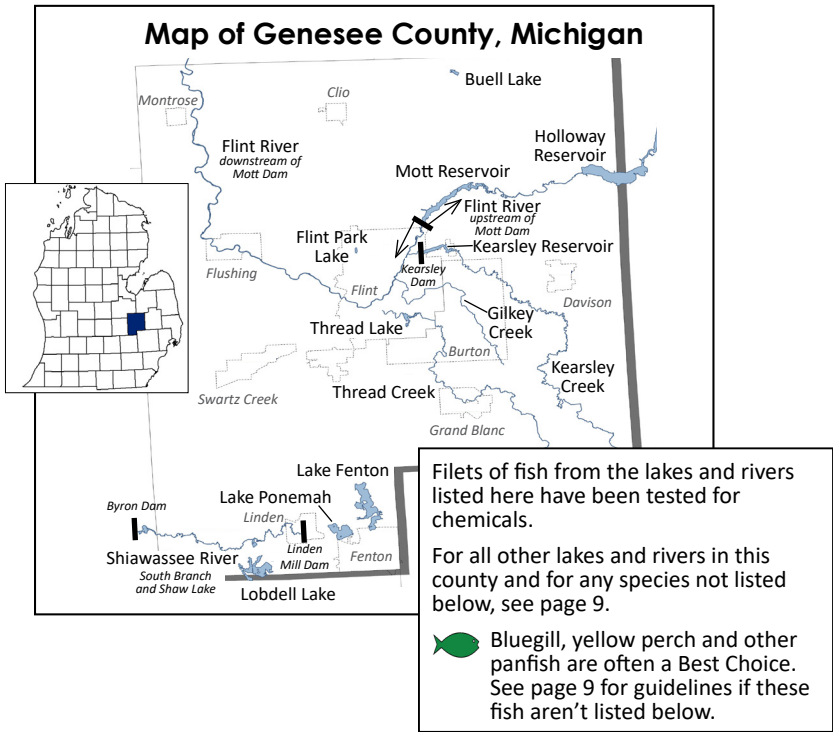 Map of Genesee County, Michigan
Buell Lake
Clio
Montrose
Holloway
Reservoir
Flint River
downstream of
Mott Dam
Mott Reservoir
Flint River
upstream of
Mott Dam
Flint Park
Lake
Kearsley Reservoir
Flushing
Kearsley
Dam
Flint
Davison
Thread Lake
Gilkey
Creek
Burton
Kearsley
Creek
Swartz Creek
Thread Creek
Grand Blanc
Lake Fenton
Lake Ponemah
Byron Dam
Linden
Shiawassee River
South Branch
and Shaw Lake
Linden
Mill Dam
Fenton
Lobdell Lake
Filets of fish from the lakes and rivers
listed here have been tested for
chemicals.
For all other lakes and rivers in this
county and for any species not listed
below, see page 9.
Bluegill, yellow perch and other
panfish are often a Best Choice.
See page 9 for guidelines if these
fish aren’t listed below.